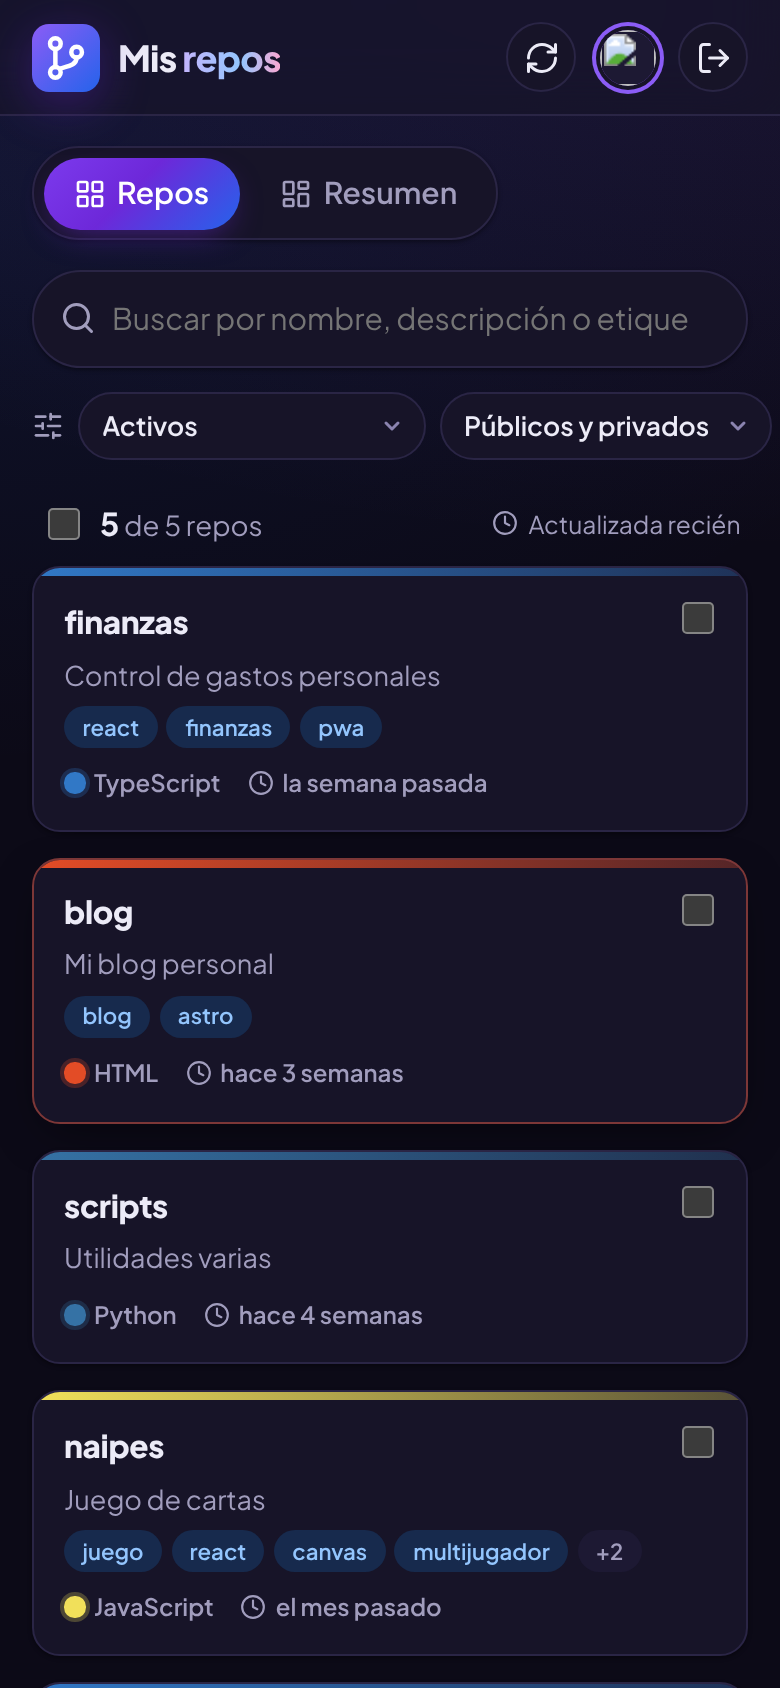 Mis repos
Repos
Resumen
Buscar por nombre, descripción o etique
Activos
Públicos y privados
5 de 5 repos
Actualizada recién
finanzas
Control de gastos personales
react finanzas pwa
TypeScript la semana pasada
blog
Mi blog personal
blog astro
HTML hace 3 semanas
scripts
Utilidades varias
Python hace 4 semanas
naipes
Juego de cartas
juego react canvas multijugador +2
JavaScript el mes pasado